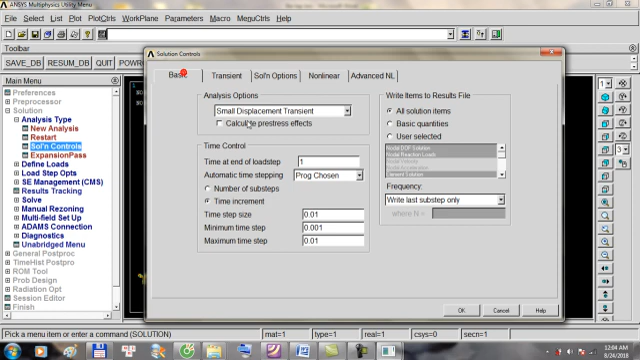 ANSYS Multiphysics Utility Menu
File Select List Plot PlotCtrls WorkPlane Parameters Macro MenuCtrls Help
Toolbar
SAVE_DB RESUM_DB QUIT POWR
Main Menu
Preferences
Preprocessor
Solution
Analysis Type
New Analysis
Restart
Sol'n Controls
ExpansionPass
Define Loads
Load Step Opts
SE Management (CMS)
Results Tracking
Solve
Manual Rezoning
Multi-field Set Up
ADAMS Connection
Diagnostics
Unabridged Menu
General Postproc
TimeHist Postpro
ROM Tool
Prob Design
Radiation Opt
Session Editor
Finish
Solution Controls
Basic Transient Sol'n Options Nonlinear Advanced NL
Analysis Options
Small Displacement Transient
Calculate prestress effects
Time Control
Time at end of loadstep 1
Automatic time stepping Prog Chosen
Number of substeps
Time increment
Time step size 0.01
Minimum time step 0.001
Maximum time step 0.01
Write Items to Results File
All solution items
Basic quantities
User selected
Nodal DOF Solution
Nodal Reaction Loads
Nodal Velocity
Nodal Acceleration
Element Solution
Frequency:
Write last substep only
where N =
OK Cancel Help
1
3
Pick a menu item or enter a command (SOLUTION) mat=1 type=1 real=1 csys=0 secn=1
12:04 AM